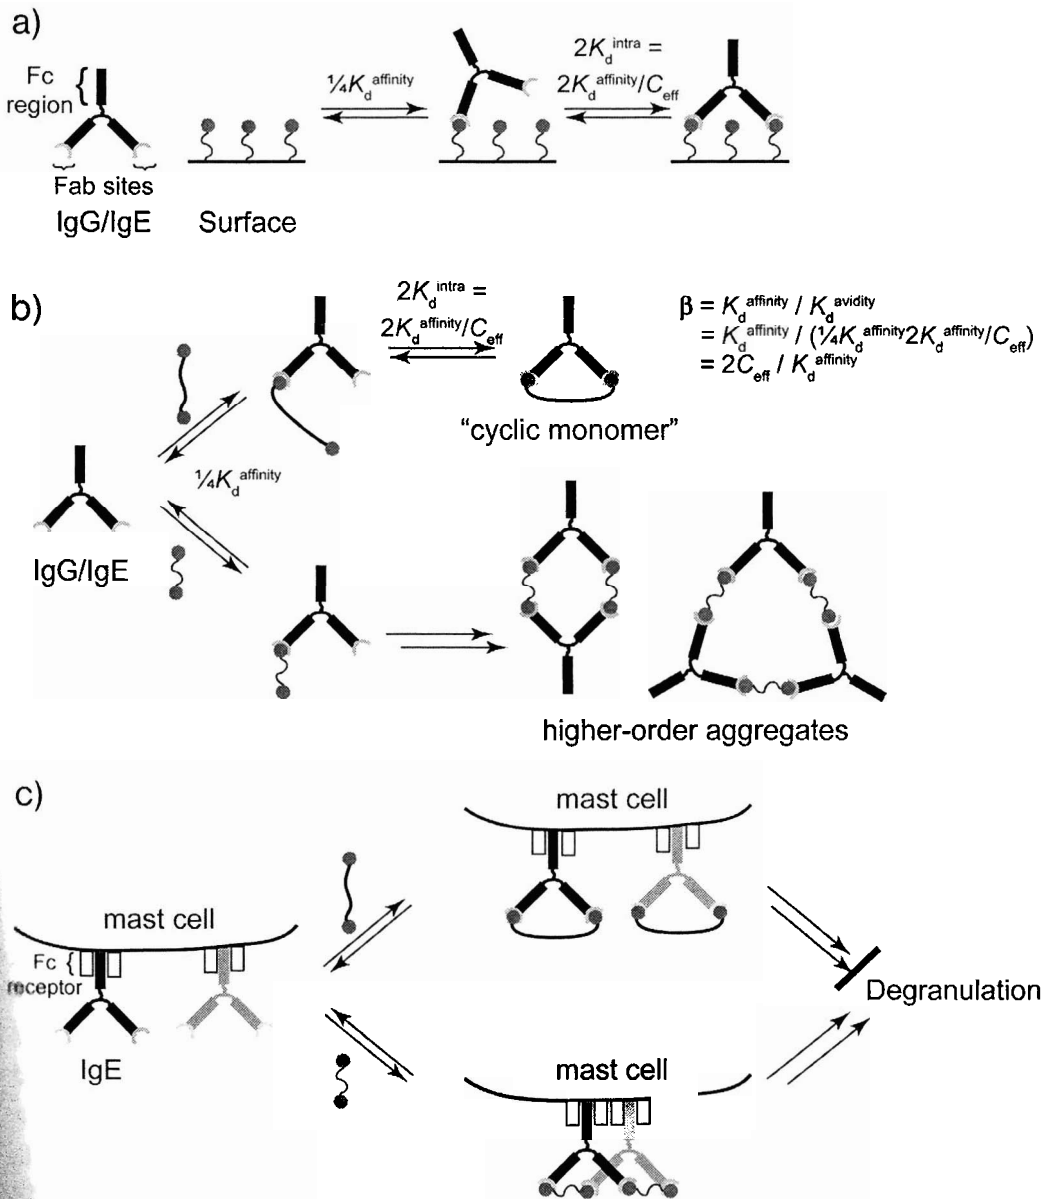 a)
Fc
region
Fab sites
IgG/IgE
Surface
¼K_d^affinity
2K_d^intra =
2K_d^affinity/C_eff
b)
2K_d^intra =
2K_d^affinity/C_eff
"cyclic monomer"
β = K_d^affinity / K_d^avidity
= K_d^affinity / (¼K_d^affinity2K_d^affinity/C_eff)
= 2C_eff / K_d^affinity
¼K_d^affinity
IgG/IgE
higher-order aggregates
c)
mast cell
mast cell
Fc
receptor
IgE
Degranulation
mast cell